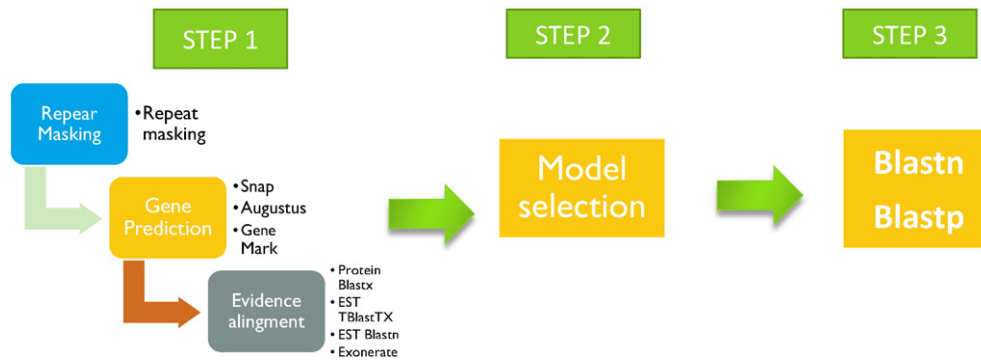 STEP 1
STEP 2
STEP 3
Repear
Masking
•Repeat
masking
Gene
Prediction
•Snap
•Augustus
•Gene
Mark
Evidence
alingment
• Protein
Blastx
• EST
TBlastTX
• EST Blastn
• Exonerate
Model
selection
Blastn
Blastp